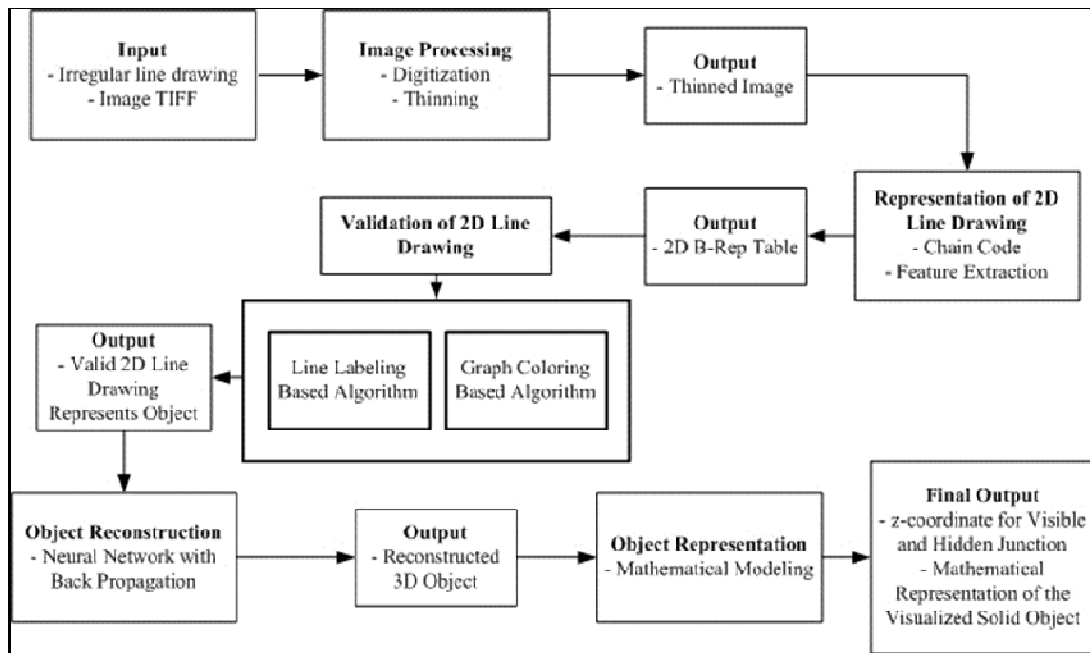 Input
- Irregular line drawing
- Image TIFF
Image Processing
- Digitization
- Thinning
Output
- Thinned Image
Representation of 2D
Line Drawing
- Chain Code
- Feature Extraction
Output
- 2D B-Rep Table
Validation of 2D Line
Drawing
Line Labeling
Based Algorithm
Graph Coloring
Based Algorithm
Output
- Valid 2D Line
Drawing
Represents Object
Object Reconstruction
- Neural Network with
Back Propagation
Output
- Reconstructed
3D Object
Object Representation
- Mathematical Modeling
Final Output
- z-coordinate for Visible
and Hidden Junction
- Mathematical
Representation of the
Visualized Solid Object